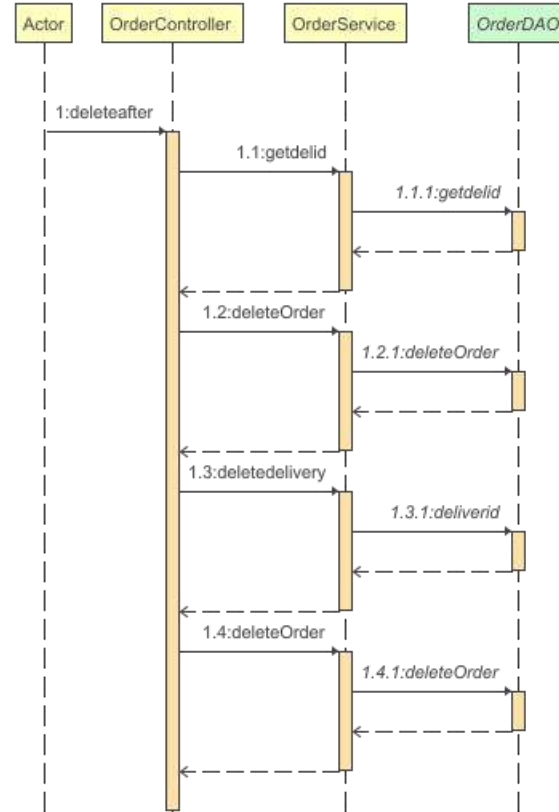 Actor
OrderController
OrderService
OrderDAO
1:deleteafter
1.1:getdelid
1.1.1:getdelid
1.2:deleteOrder
1.2.1:deleteOrder
1.3:deletedelivery
1.3.1:deliverid
1.4:deleteOrder
1.4.1:deleteOrder